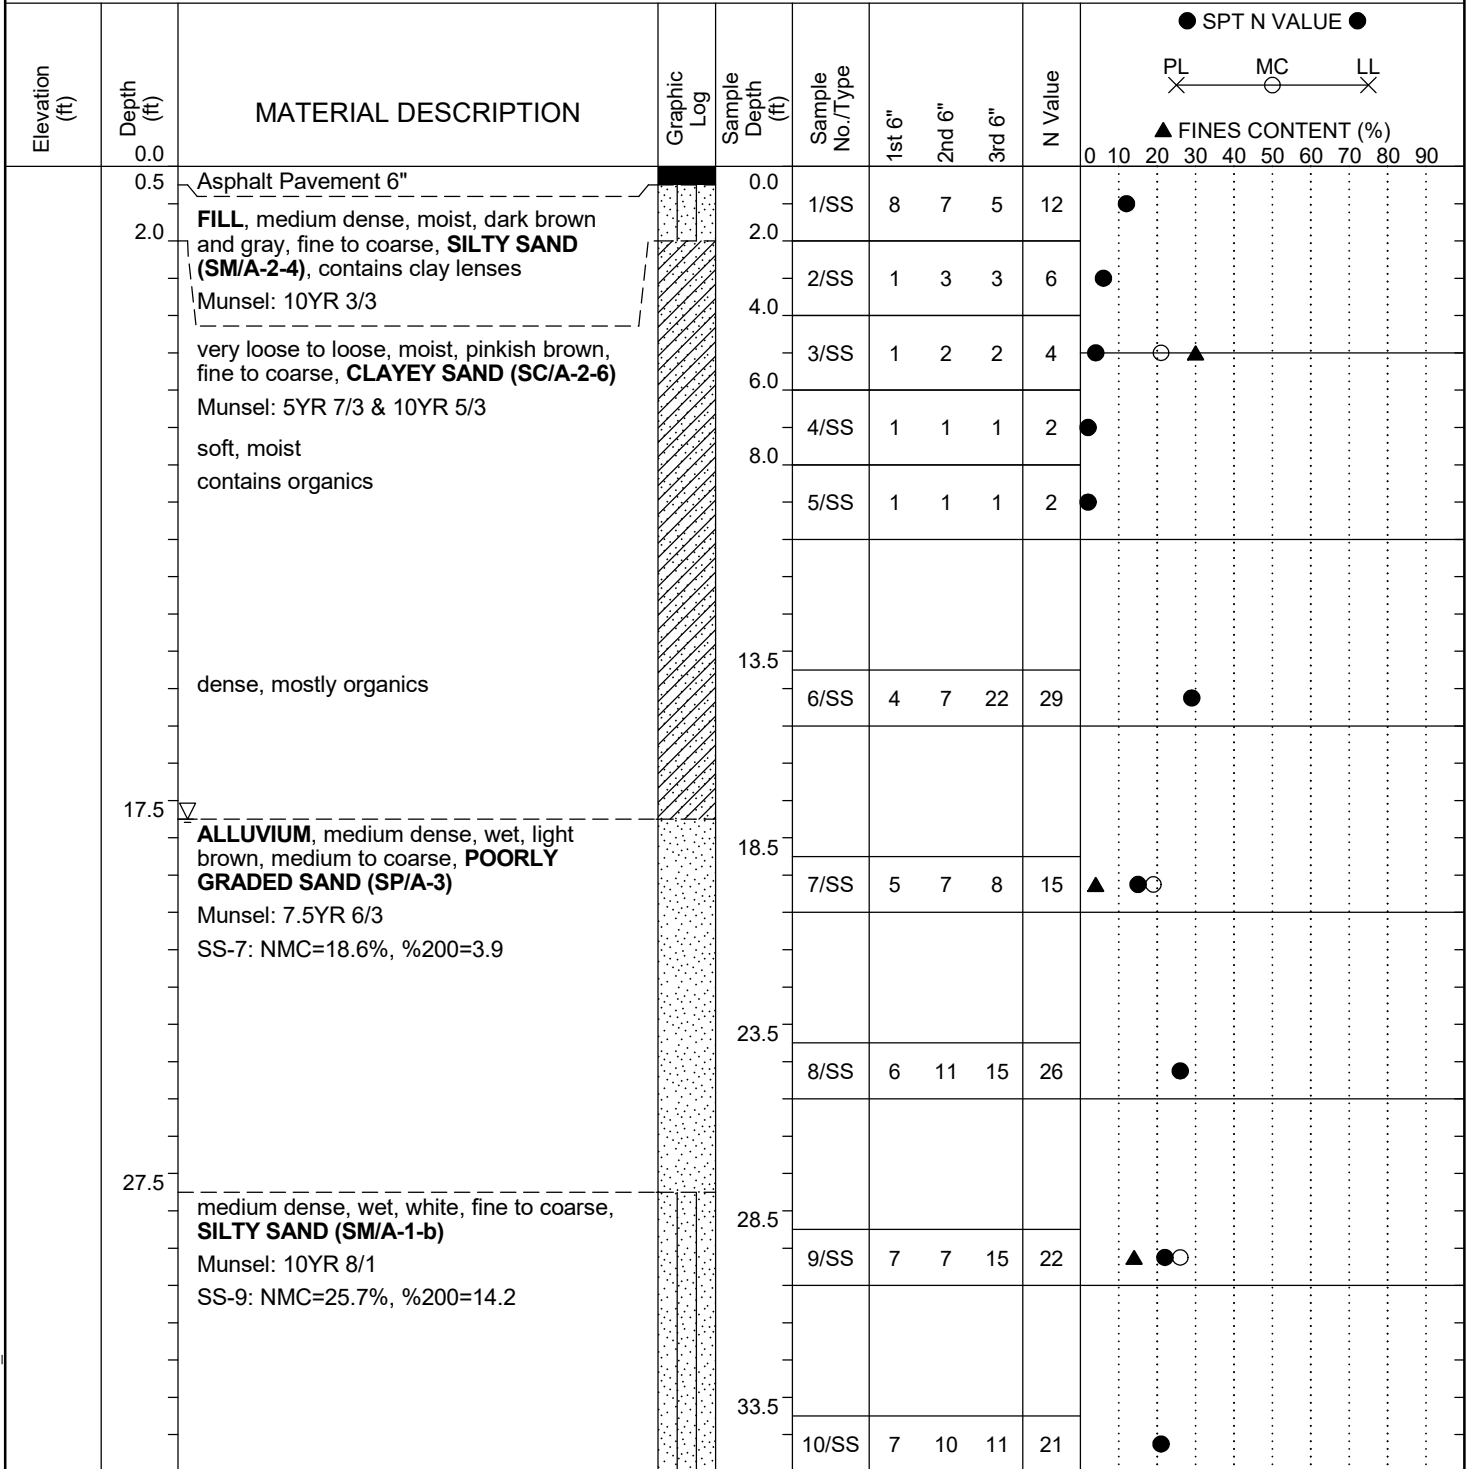 Elevation (ft)
Depth (ft)
0.0
MATERIAL DESCRIPTION
Graphic Log
Sample Depth (ft)
Sample No./Type
1st 6"
2nd 6"
3rd 6"
N Value
● SPT N VALUE ●
PL MC LL
▲ FINES CONTENT (%)
0 10 20 30 40 50 60 70 80 90
0.5 Asphalt Pavement 6" 0.0
1/SS 8 7 5 12
FILL, medium dense, moist, dark brown
2.0 and gray, fine to coarse, SILTY SAND 2.0
(SM/A-2-4), contains clay lenses
2/SS 1 3 3 6
Munsel: 10YR 3/3 4.0
very loose to loose, moist, pinkish brown,
3/SS 1 2 2 4
fine to coarse, CLAYEY SAND (SC/A-2-6) 6.0
Munsel: 5YR 7/3 & 10YR 5/3
4/SS 1 1 1 2
soft, moist 8.0
contains organics
5/SS 1 1 1 2
13.5
dense, mostly organics
6/SS 4 7 22 29
17.5
ALLUVIUM, medium dense, wet, light
brown, medium to coarse, POORLY 18.5
GRADED SAND (SP/A-3)
7/SS 5 7 8 15
Munsel: 7.5YR 6/3
SS-7: NMC=18.6%, %200=3.9
23.5
8/SS 6 11 15 26
27.5
medium dense, wet, white, fine to coarse, 28.5
SILTY SAND (SM/A-1-b)
9/SS 7 7 15 22
Munsel: 10YR 8/1
SS-9: NMC=25.7%, %200=14.2
33.5
10/SS 7 10 11 21